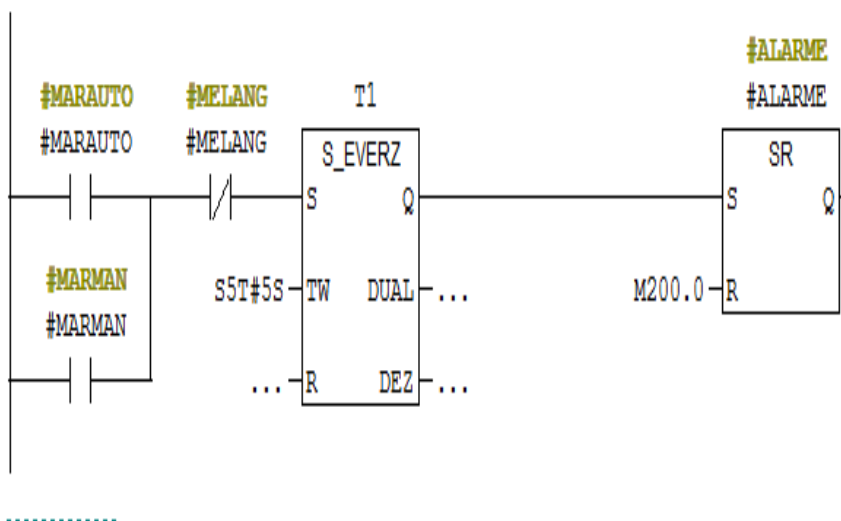 #ALARME
#MARAUTO #MELANG T1 #ALARME
#MARAUTO #MELANG
S_EVERZ SR
S Q S Q
#MARMAN
S5T#5S TW DUAL ... M200.0 R
#MARMAN
... R DEZ ...